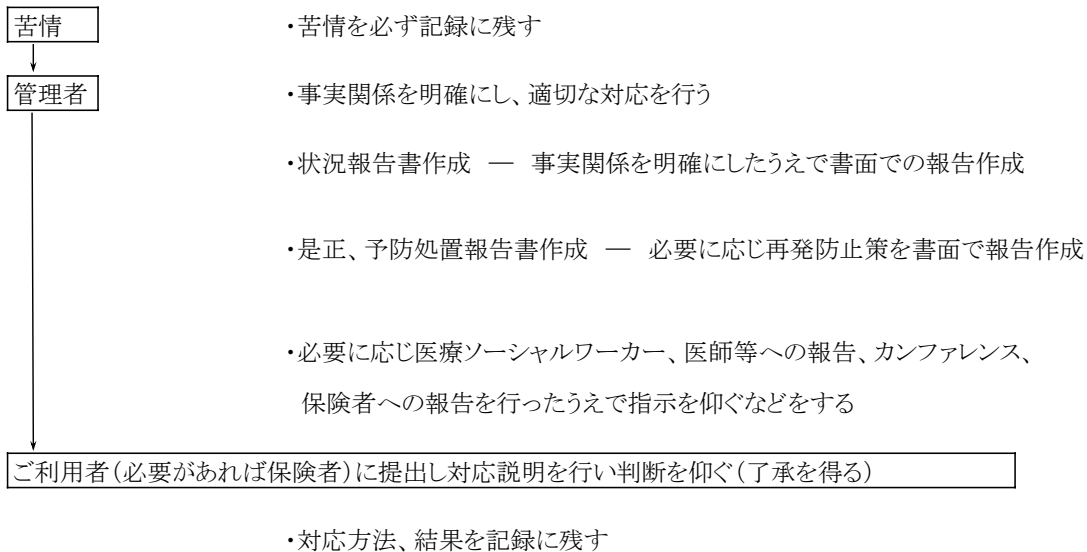 苦情
・苦情を必ず記録に残す
管理者
・事実関係を明確にし、適切な対応を行う
・状況報告書作成　―　事実関係を明確にしたうえで書面での報告作成
・是正、予防処置報告書作成　―　必要に応じ再発防止策を書面で報告作成
・必要に応じ医療ソーシャルワーカー、医師等への報告、カンファレンス、
保険者への報告を行ったうえで指示を仰ぐなどをする
ご利用者(必要があれば保険者)に提出し対応説明を行い判断を仰ぐ(了承を得る)
・対応方法、結果を記録に残す